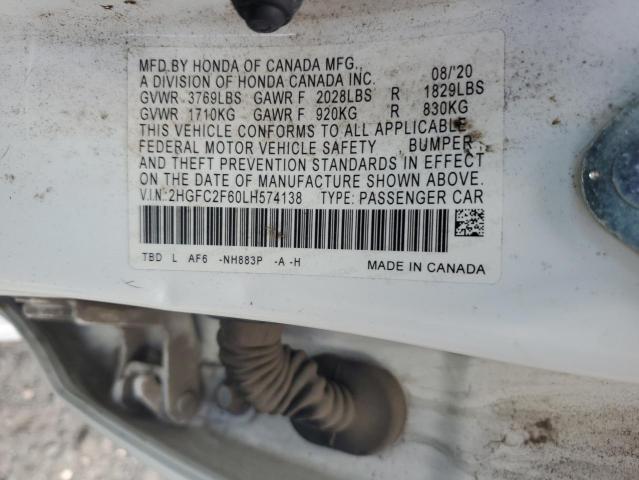 MFD.BY HONDA OF CANADA MFG., 08/'20
A DIVISION OF HONDA CANADA INC.
GVWR 3769LBS GAWR F 2028LBS R 1829LBS
GVWR 1710KG GAWR F 920KG R 830KG
THIS VEHICLE CONFORMS TO ALL APPLICABLE
FEDERAL MOTOR VEHICLE SAFETY BUMPER,
AND THEFT PREVENTION STANDARDS IN EFFECT
ON THE DATE OF MANUFACTURE SHOWN ABOVE.
V.I.N:2HGFC2F60LH574138 TYPE: PASSENGER CAR
TBD L AF6 -NH883P -A -H MADE IN CANADA